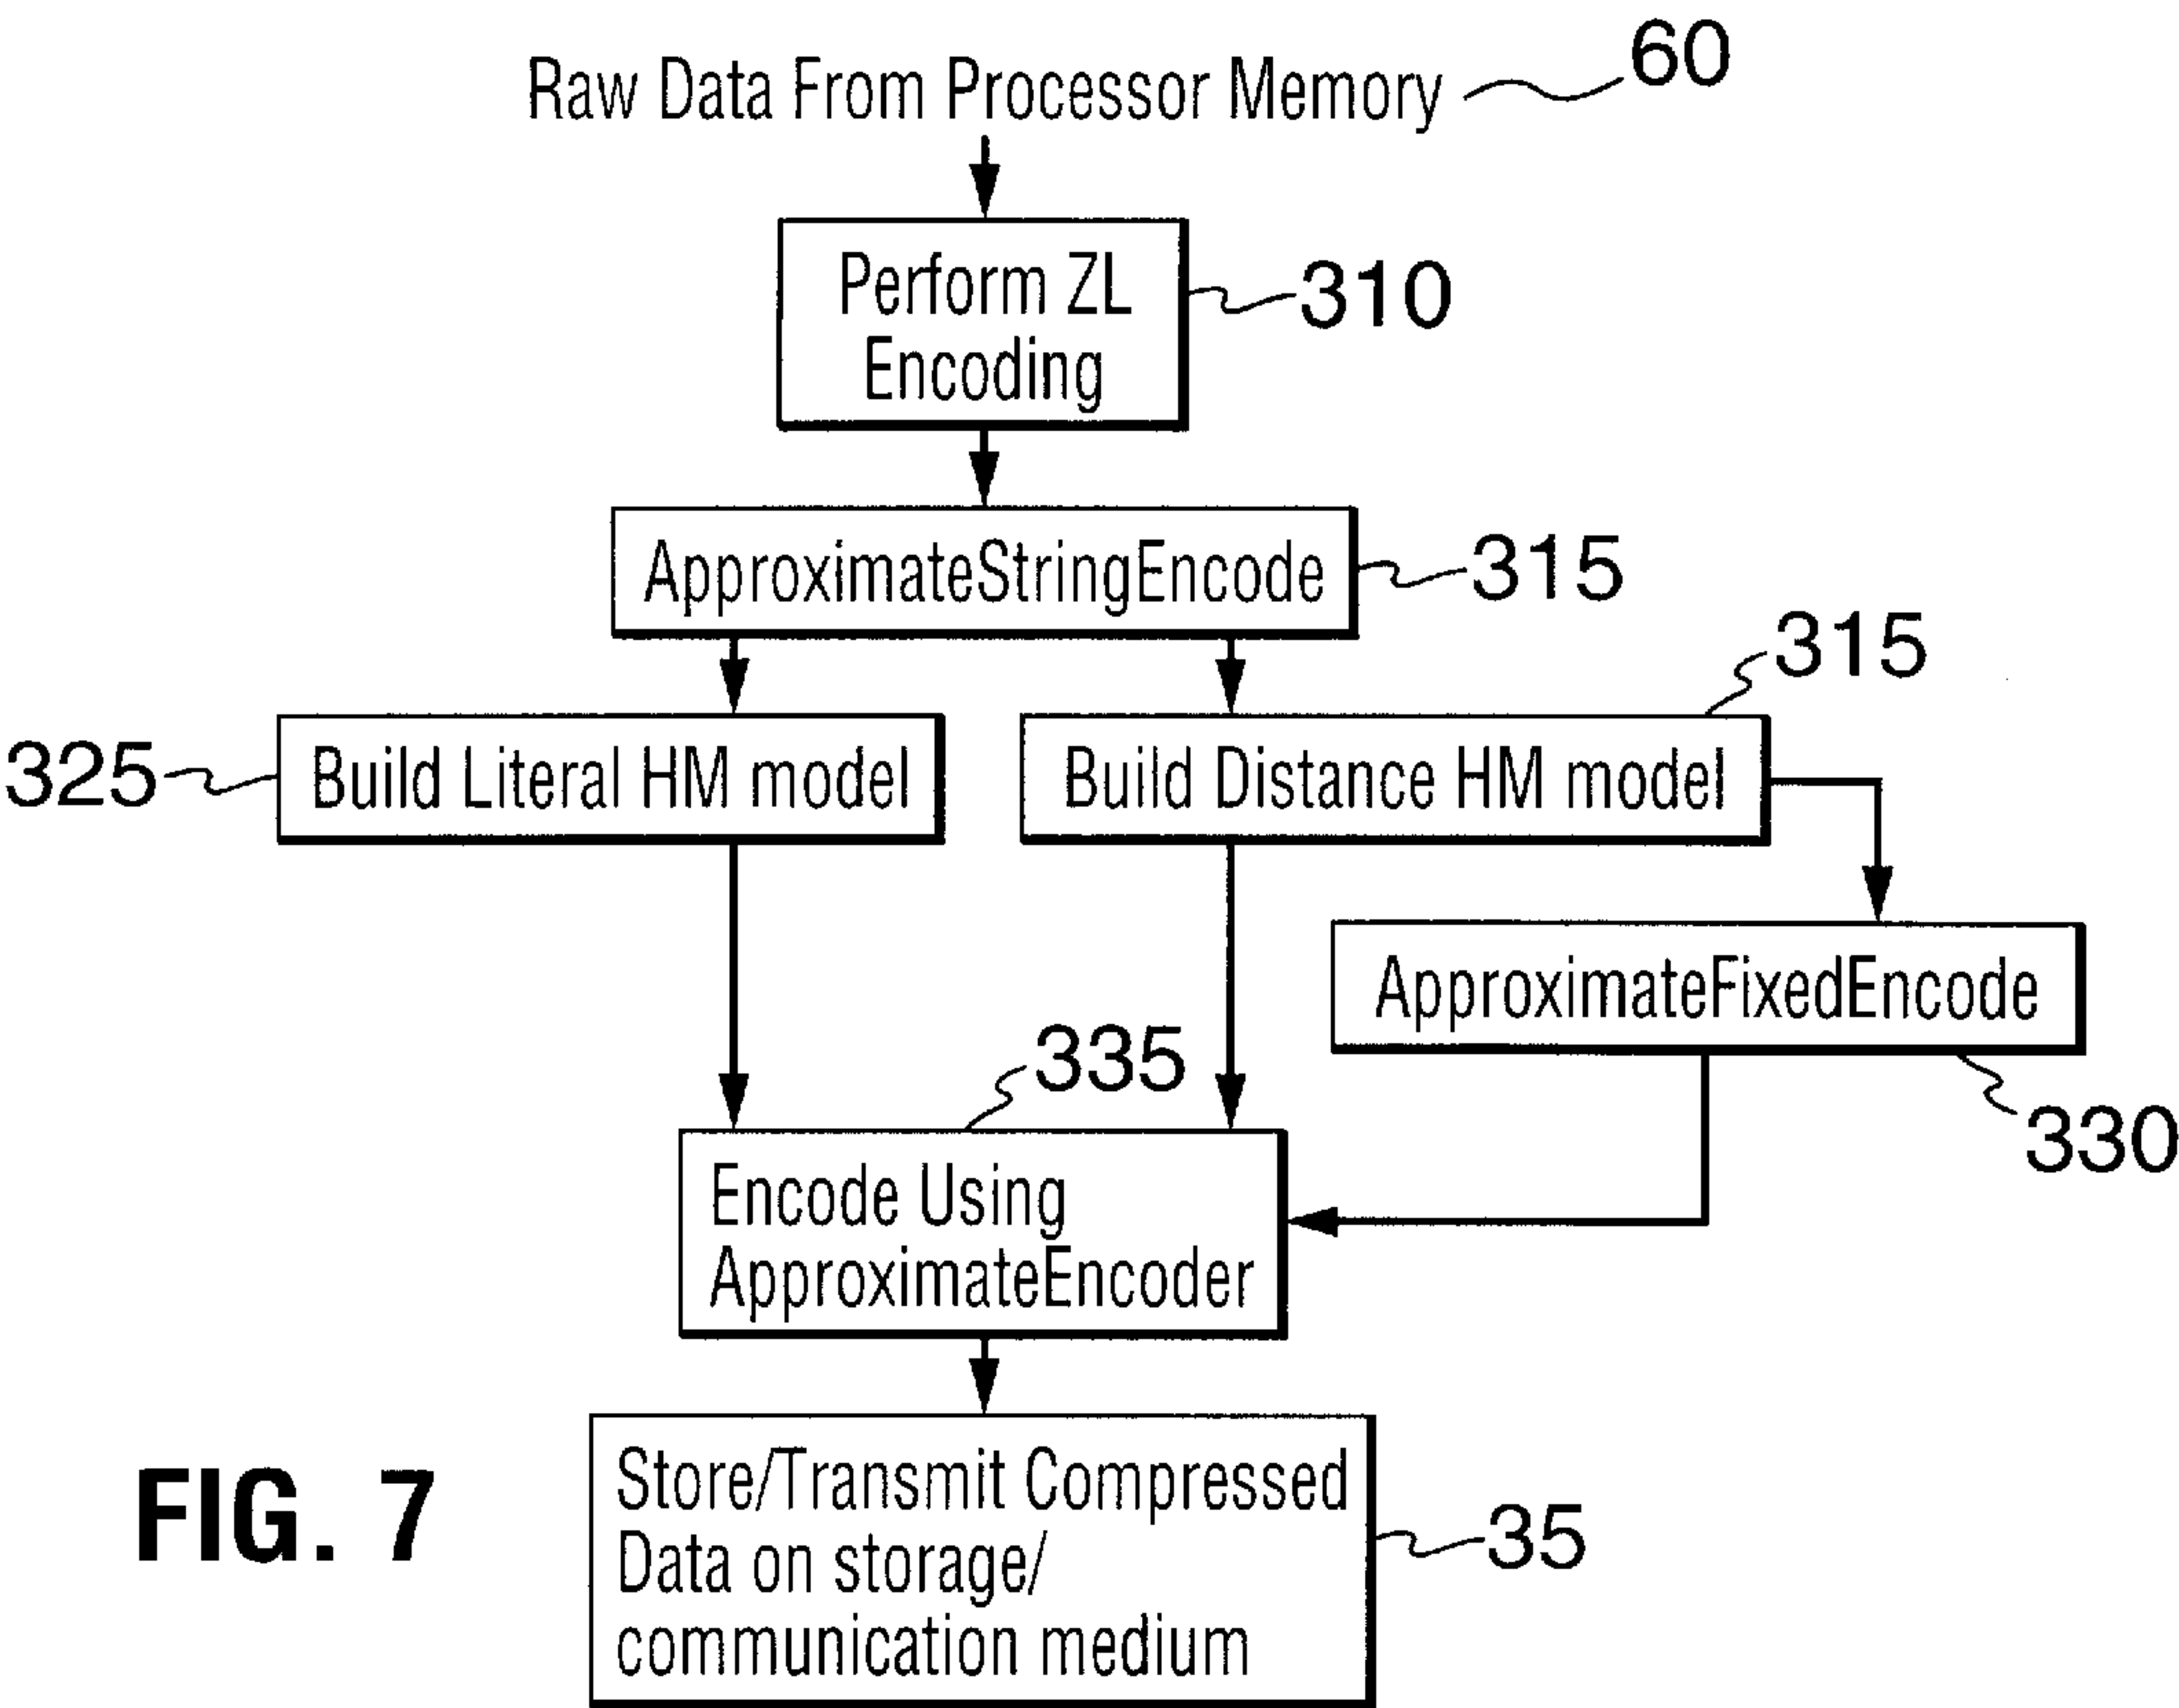 Raw Data From Processor Memory
60
Perform ZL
Encoding
310
ApproximateStringEncode
315
315
325
Build Literal HM model
Build Distance HM model
ApproximateFixedEncode
330
335
Encode Using
ApproximateEncoder
Store/Transmit Compressed
Data on storage/
communication medium
35
FIG. 7